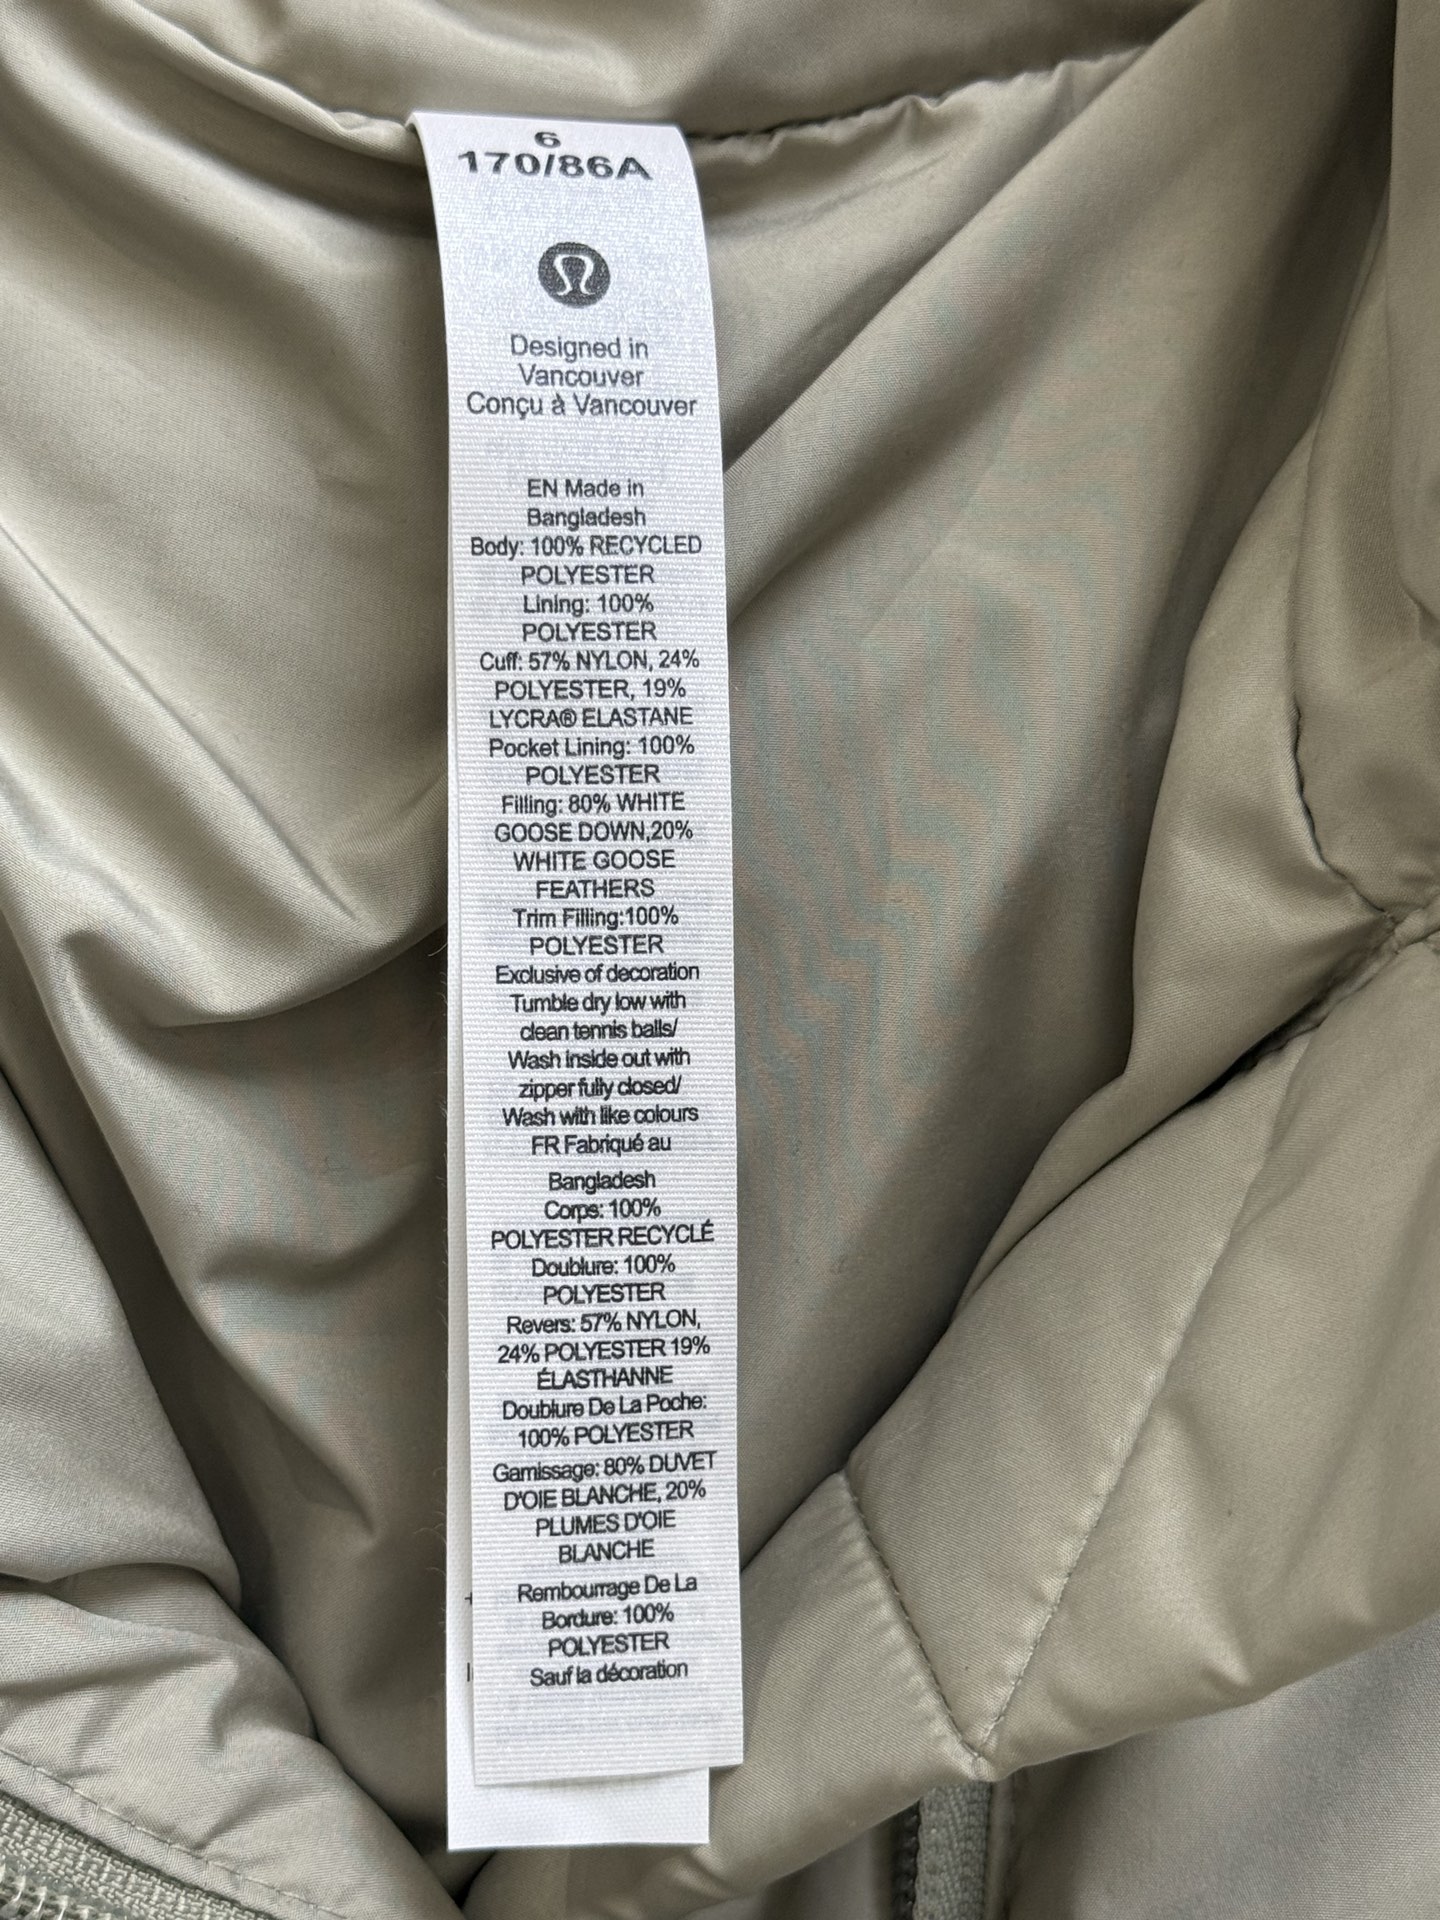 6
170/86A
Designed in
Vancouver
Conçu à Vancouver
EN Made in
Bangladesh
Body: 100% RECYCLED
POLYESTER
Lining: 100%
POLYESTER
Cuff: 57% NYLON, 24%
POLYESTER, 19%
LYCRA® ELASTANE
Pocket Lining: 100%
POLYESTER
Filling: 80% WHITE
GOOSE DOWN,20%
WHITE GOOSE
FEATHERS
Trim Filling:100%
POLYESTER
Exclusive of decoration
Tumble dry low with
clean tennis balls/
Wash inside out with
zipper fully closed/
Wash with like colours
FR Fabriqué au
Bangladesh
Corps: 100%
POLYESTER RECYCLÉ
Doublure: 100%
POLYESTER
Revers: 57% NYLON,
24% POLYESTER 19%
ÉLASTHANNE
Doublure De La Poche:
100% POLYESTER
Garnissage: 80% DUVET
D'OIE BLANCHE, 20%
PLUMES D'OIE
BLANCHE
Rembourrage De La
Bordure: 100%
POLYESTER
Sauf la décoration